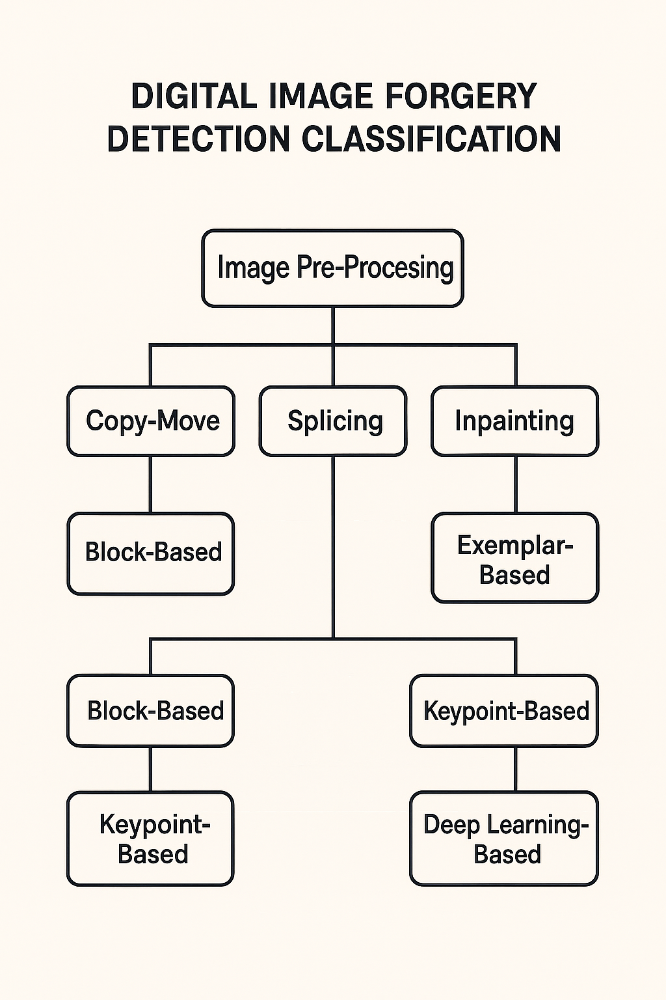 DIGITAL IMAGE FORGERY
DETECTION CLASSIFICATION
Image Pre-Procesing
Copy-Move
Splicing
Inpainting
Block-Based
Exemplar-
Based
Block-Based
Keypoint-Based
Keypoint-
Based
Deep Learning-
Based